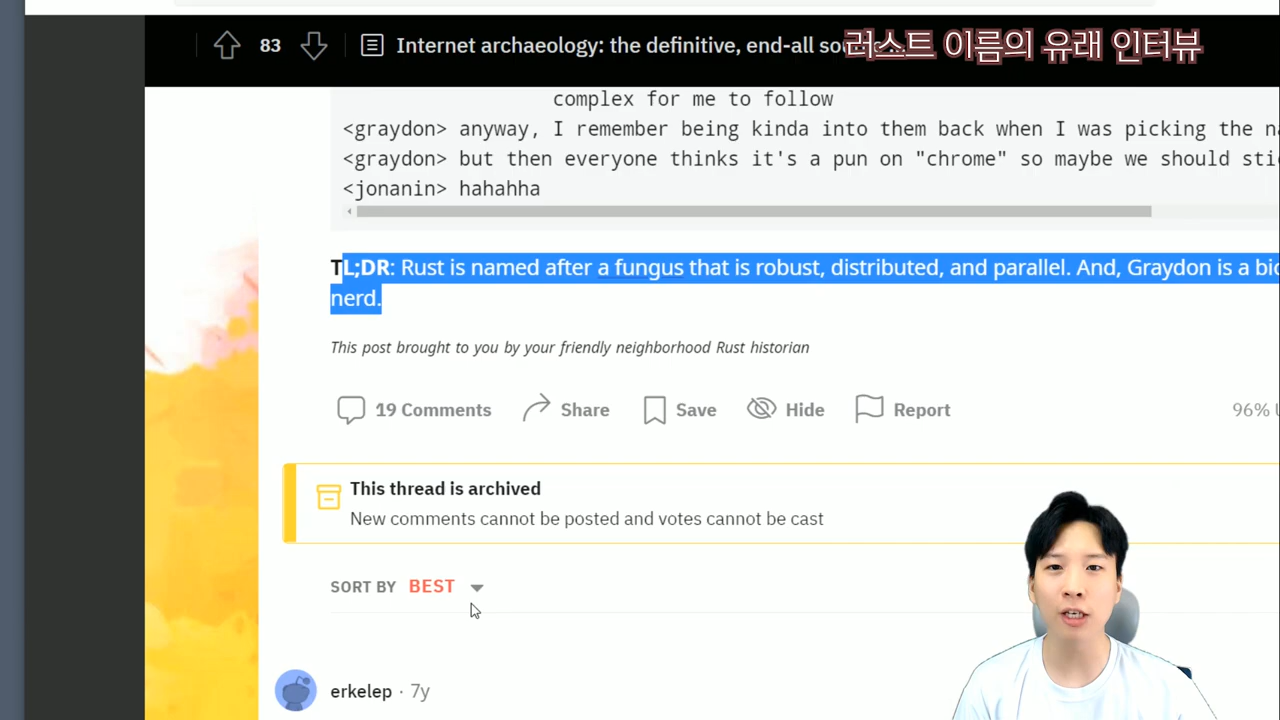 83
Internet archaeology: the definitive, end-all so
러스트 이름의 유래 인터뷰
complex for me to follow
<graydon> anyway, I remember being kinda into them back when I was picking the
<graydon> but then everyone thinks it's a pun on "chrome" so maybe we should
<jonanin> hahahha
TL;DR: Rust is named after a fungus that is robust, distributed, and parallel. And, Graydon is a
nerd.
This post brought to you by your friendly neighborhood Rust historian
19 Comments Share Save Hide Report 96%
This thread is archived
New comments cannot be posted and votes cannot be cast
SORT BY BEST
erkelep · 7y